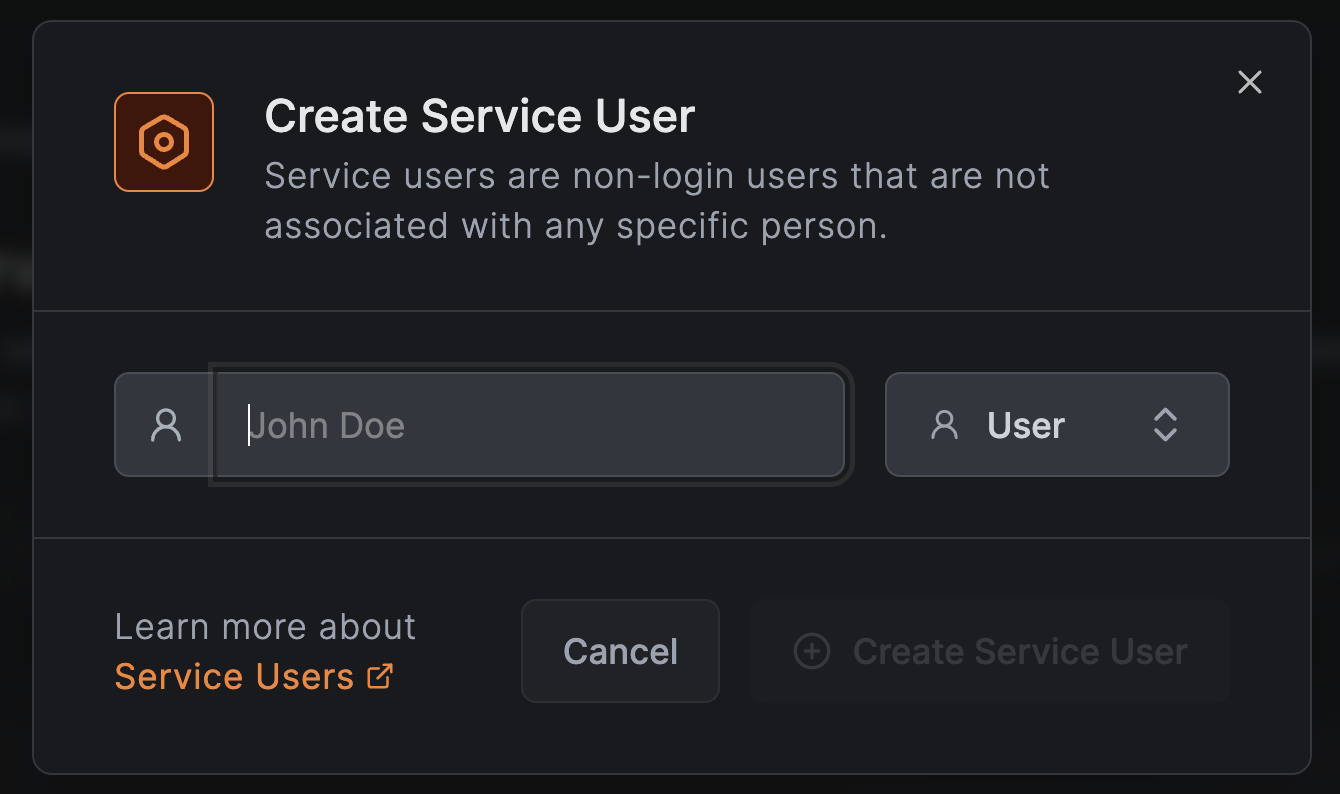 Create Service User
Service users are non-login users that are not
associated with any specific person.
John Doe
User
Learn more about
Service Users
Cancel
Create Service User